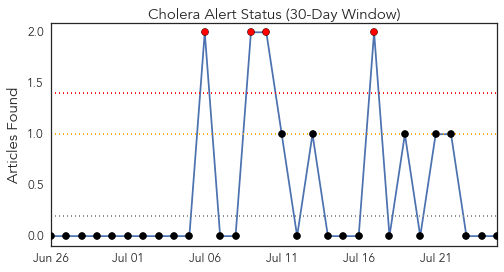 Cholera Alert Status (30-Day Window)
Articles Found
2.0
1.5
1.0
0.5
0.0
Jun 26 Jul 01 Jul 06 Jul 11 Jul 16 Jul 21